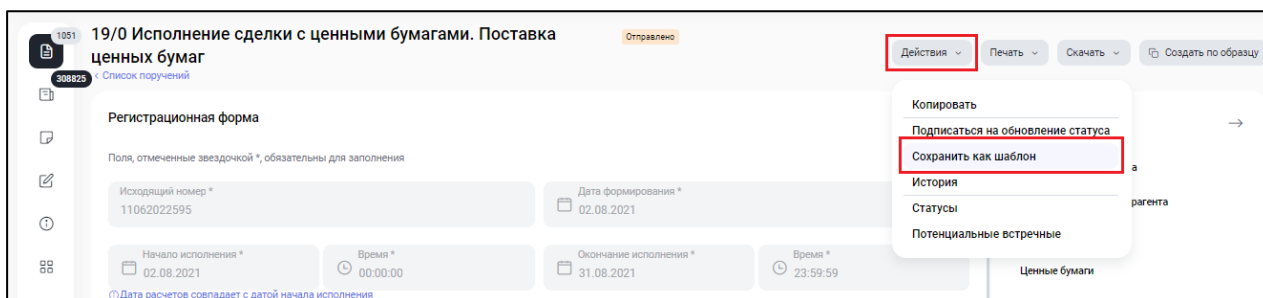 1051
308825
19/0 Исполнение сделки с ценными бумагами. Поставка
ценных бумаг
Отправлено
‹ Список поручений
Действия
Печать
Скачать
Создать по образцу
Копировать
Подписаться на обновление статуса
Сохранить как шаблон
История
Статусы
Потенциальные встречные
Регистрационная форма
Поля, отмеченные звездочкой *, обязательны для заполнения
Исходящий номер *
11062022595
Дата формирования *
02.08.2021
Начало исполнения *
02.08.2021
Время *
00:00:00
Окончание исполнения *
31.08.2021
Время *
23:59:59
Дата расчетов совпадает с датой начала исполнения
а
рагента
Ценные бумаги